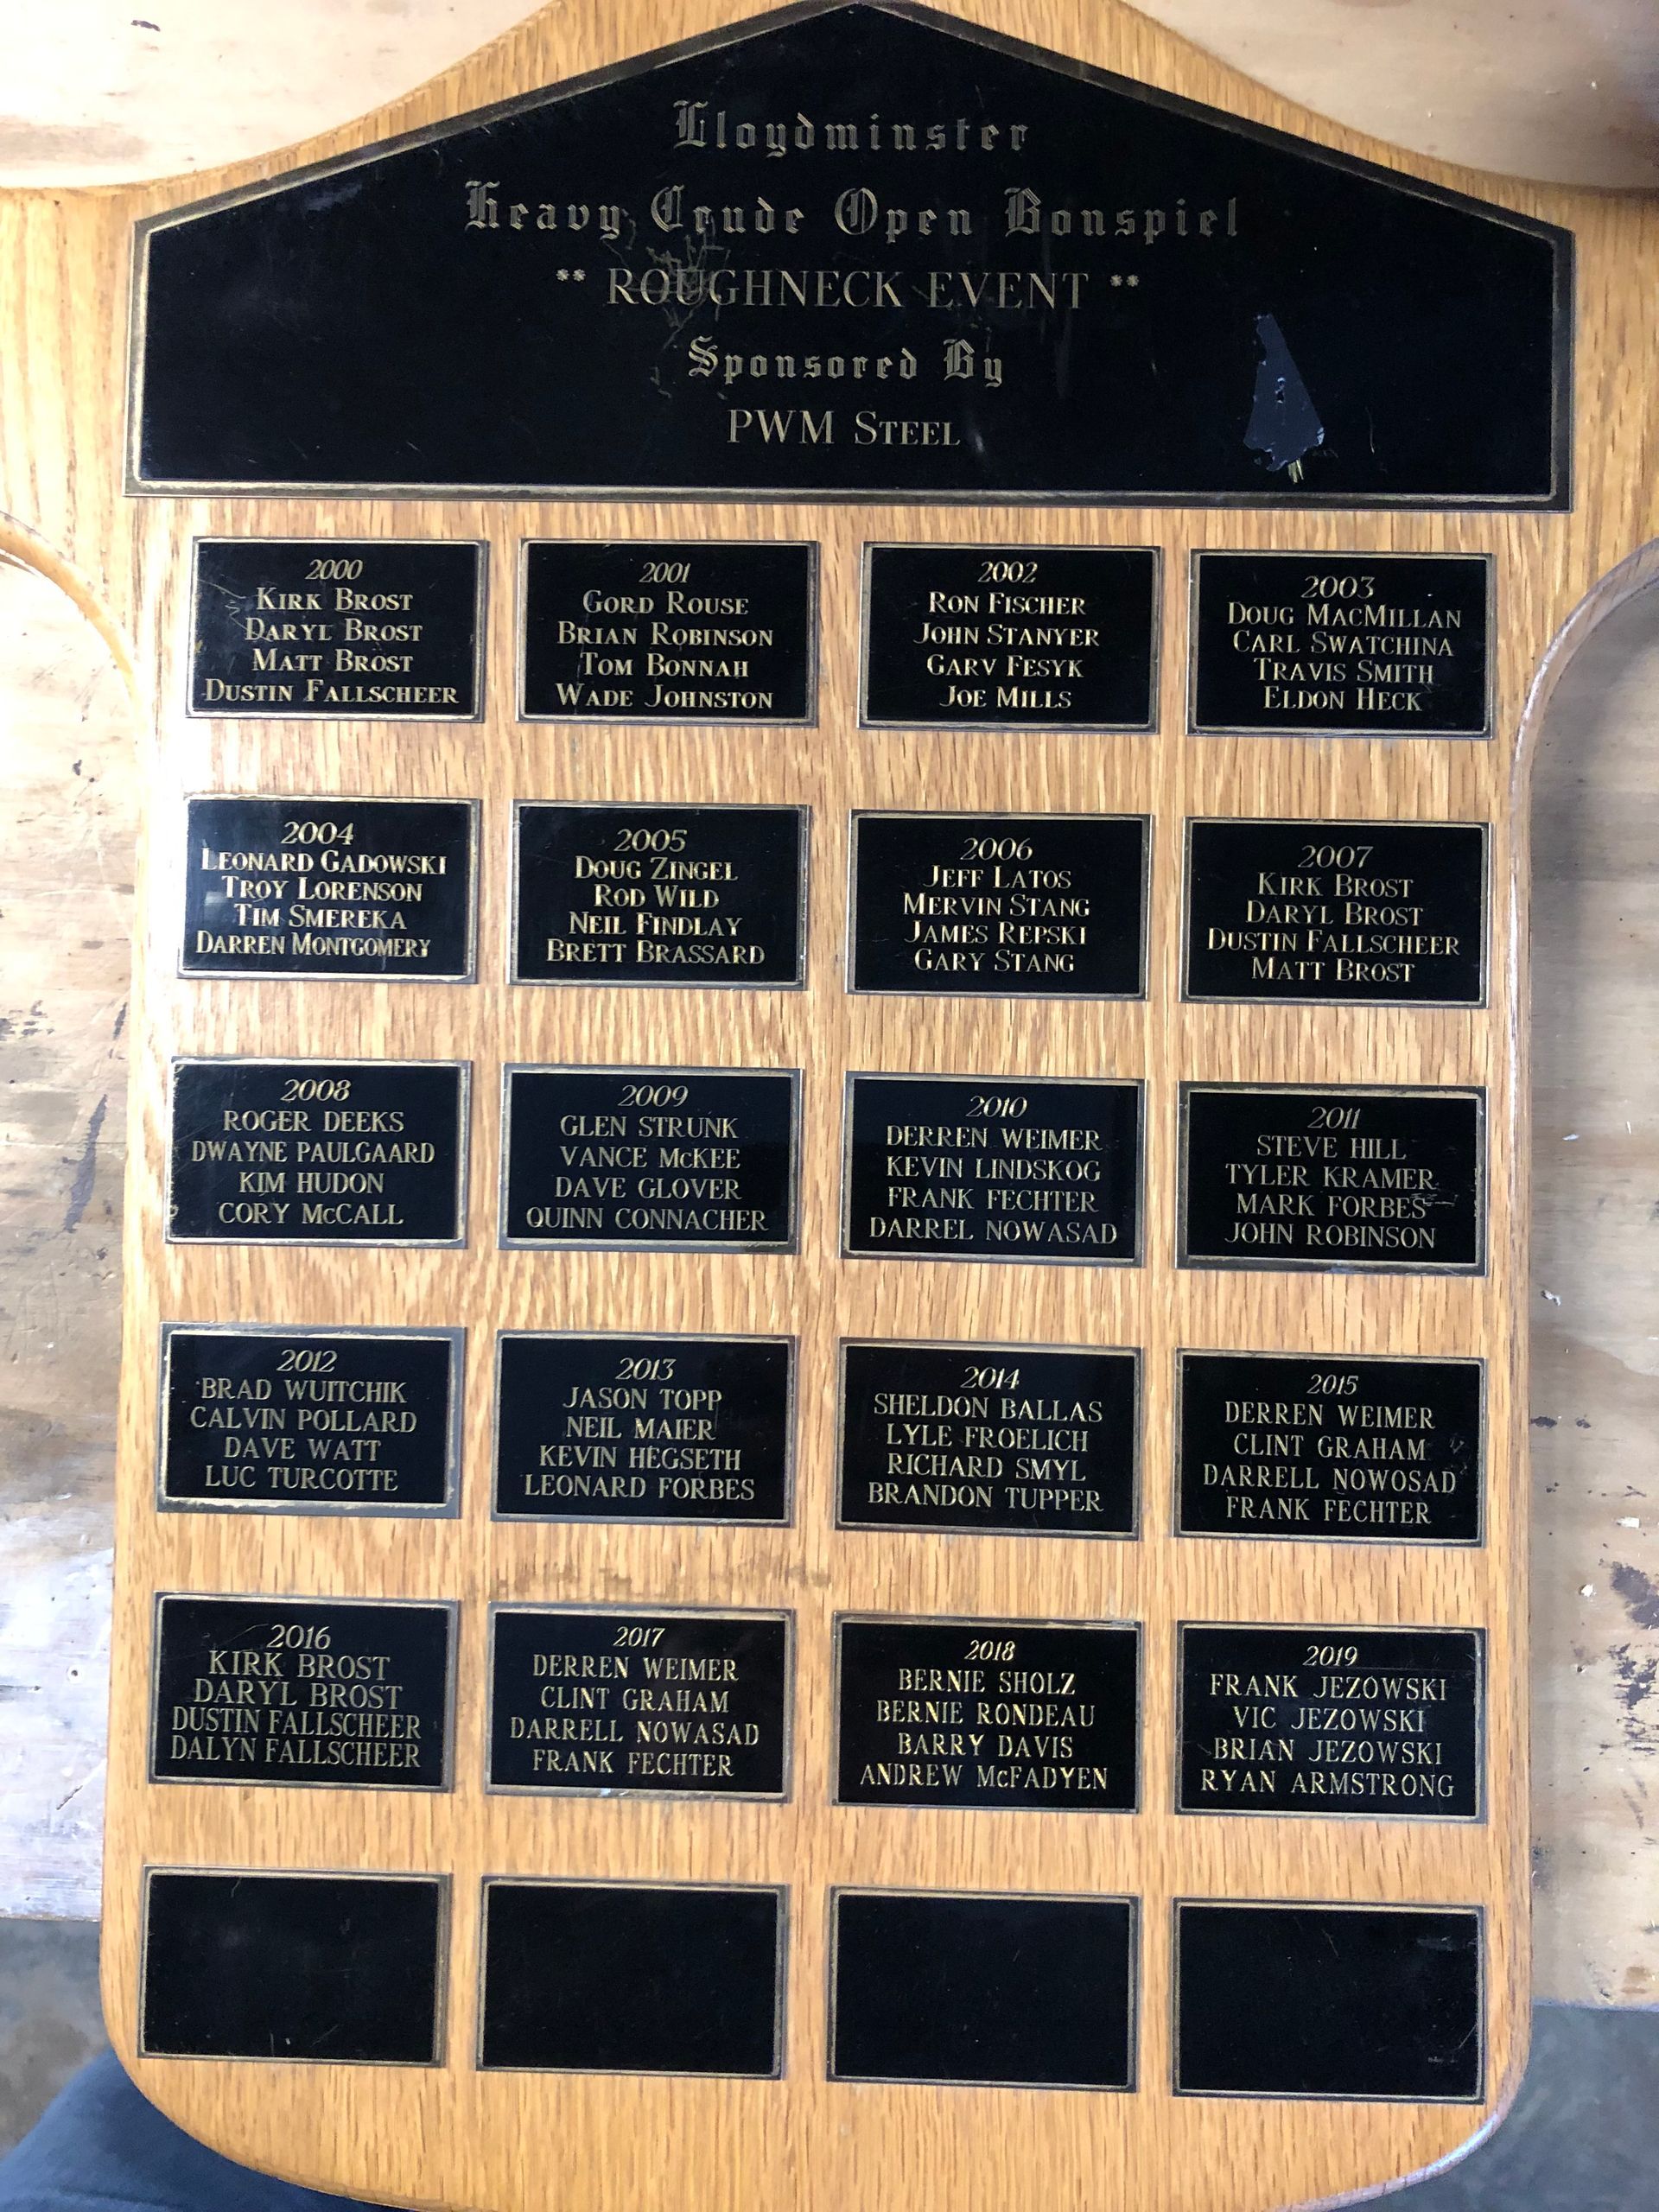 Lloydminster
Heavy Crude Open Bonspiel
** ROUGHNECK EVENT **
Sponsored By
PWM STEEL
2000
KIRK BROST
DARYL BROST
MATT BROST
DUSTIN FALLSCHEER
2001
GORD ROUSE
BRIAN ROBINSON
TOM BONNAH
WADE JOHNSTON
2002
RON FISCHER
JOHN STANYER
GARV FESYK
JOE MILLS
2003
DOUG MACMILLAN
CARL SWATCHINA
TRAVIS SMITH
ELDON HECK
2004
LEONARD GADOWSKI
TROY LORENSON
TIM SMEREKA
DARREN MONTGOMERY
2005
DOUG ZINGEL
ROD WILD
NEIL FINDLAY
BRETT BRASSARD
2006
JEFF LATOS
MERVIN STANG
JAMES REPSKI
GARY STANG
2007
KIRK BROST
DARYL BROST
DUSTIN FALLSCHEER
MATT BROST
2008
ROGER DEEKS
DWAYNE PAULGAARD
KIM HUDON
CORY McCALL
2009
GLEN STRUNK
VANCE McKEE
DAVE GLOVER
QUINN CONNACHER
2010
DERREN WEIMER
KEVIN LINDSKOG
FRANK FECHTER
DARREL NOWASAD
2011
STEVE HILL
TYLER KRAMER
MARK FORBES
JOHN ROBINSON
2012
BRAD WUITCHIK
CALVIN POLLARD
DAVE WATT
LUC TURCOTTE
2013
JASON TOPP
NEIL MAIER
KEVIN HEGSETH
LEONARD FORBES
2014
SHELDON BALLAS
LYLE FROELICH
RICHARD SMYL
BRANDON TUPPER
2015
DERREN WEIMER
CLINT GRAHAM
DARRELL NOWOSAD
FRANK FECHTER
2016
KIRK BROST
DARYL BROST
DUSTIN FALLSCHEER
DALYN FALLSCHEER
2017
DERREN WEIMER
CLINT GRAHAM
DARRELL NOWASAD
FRANK FECHTER
2018
BERNIE SHOLZ
BERNIE RONDEAU
BARRY DAVIS
ANDREW McFADYEN
2019
FRANK JEZOWSKI
VIC JEZOWSKI
BRIAN JEZOWSKI
RYAN ARMSTRONG